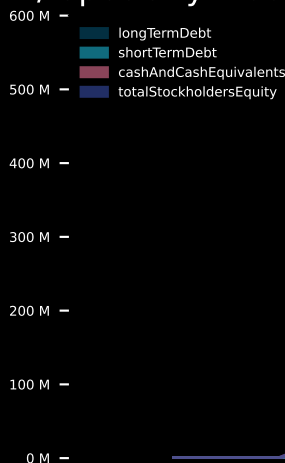 600 M
longTermDebt
shortTermDebt
cashAndCashEquivalents
500 M
totalStockholdersEquity
400 M
300 M
200 M
100 M
0 M